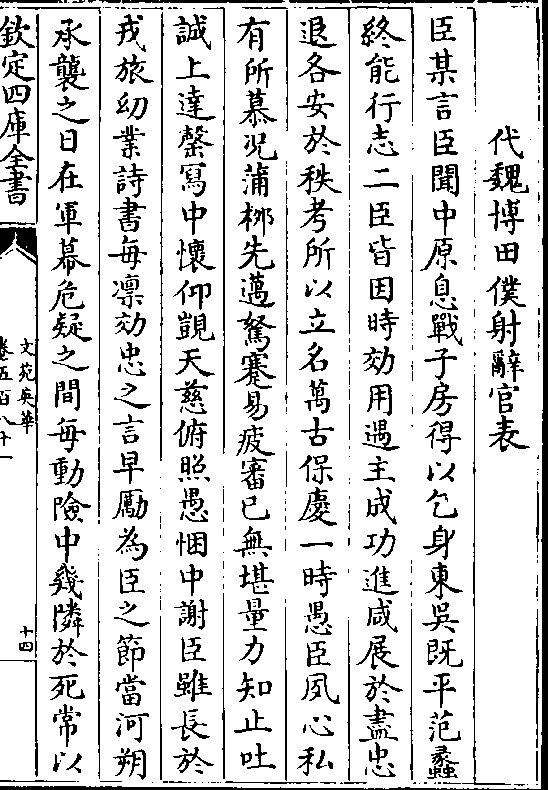 代魏博田僕射辭官表
臣某言臣聞中原息戰子房得以乞身東吳既平范蠡
終能行志二臣皆因時効用遇主成功進咸展於盡忠
退各安於秩考所以立名萬古保慶一時愚臣夙心私
有所慕况蒲栁先邁駑蹇易疲審已無堪量力知止吐
誠上達罄寫中懷仰覬天慈俯照愚悃中謝臣雖長於
戎旅幼業詩書每凛効忠之言早勵為臣之節當河朔
承襲之日在軍幕危疑之間每動險中幾隣於死常以
欽定四庫全書
文苑英華
卷五百八十一
十四